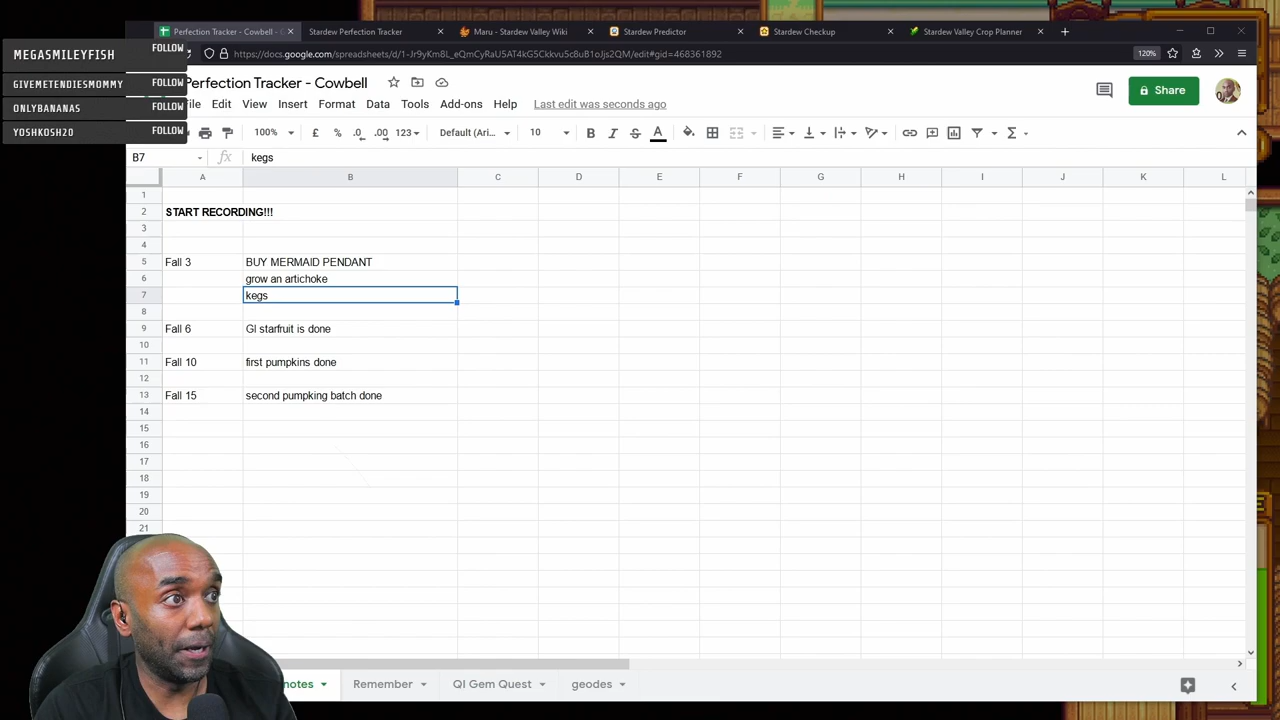 Perfection Tracker - Cowbell -
Stardew Perfection Tracker
Maru - Stardew Valley Wiki
Stardew Predictor
Stardew Checkup
Stardew Valley Crop Planner
MEGASMILEYFISH FOLLOW
GIVEMETENDIESMOMMY FOLLOW
ONLYBANANAS FOLLOW
YOSHKOSH20 FOLLOW
https://docs.google.com/spreadsheets/d/1-Jr9yKm8L_eQmCyRaU5AT4kG5Ckkvu5c8uB1oJjs2QM/edit#gid=468361892
120%
Perfection Tracker - Cowbell
Share
Edit View Insert Format Data Tools Add-ons Help Last edit was seconds ago
100% £ % .0 .00 123 Default (Ari... 10 B I S A
B7 fx kegs
A B C D E F G H I J K L
1
2 START RECORDING!!!
3
4
5 Fall 3 BUY MERMAID PENDANT
6 grow an artichoke
7 kegs
8
9 Fall 6 GI starfruit is done
10
11 Fall 10 first pumpkins done
12
13 Fall 15 second pumpking batch done
14
15
16
17
18
19
20
21
notes Remember QI Gem Quest geodes